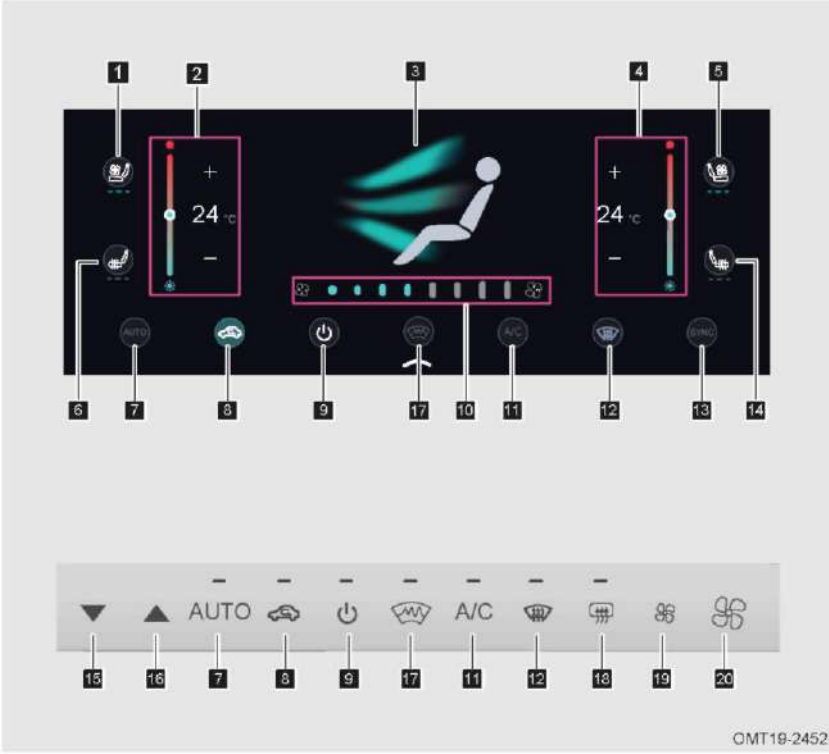 1 2 3 4 5
+ +
24 °C 24 °C
− −
AUTO A/C SYNC
6 7 8 9 17 10 11 12 13 14
AUTO A/C
15 16 7 8 9 17 11 12 18 19 20
OMT19-2452